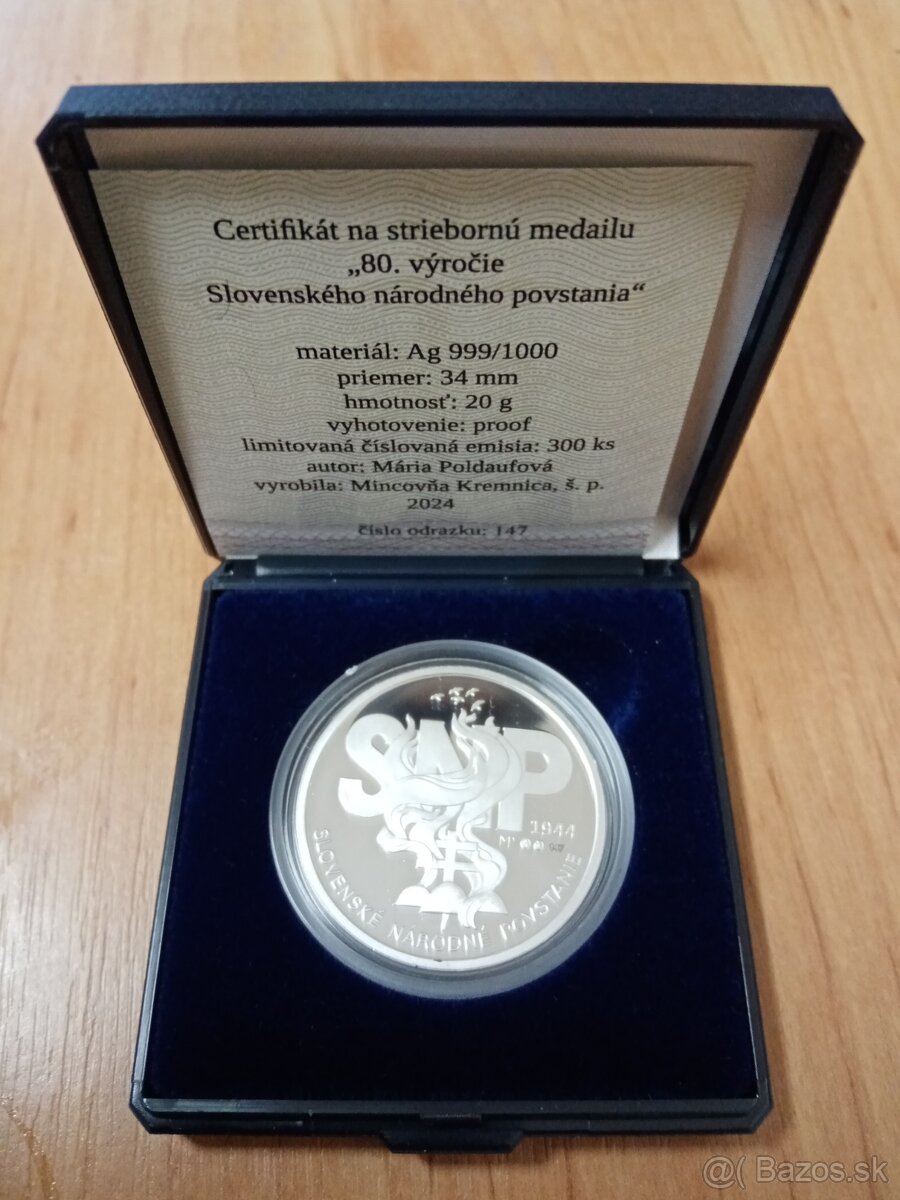 Certifikát na striebornú medailu
„80. výročie
Slovenského národného povstania“
materiál: Ag 999/1000
priemer: 34 mm
hmotnosť: 20 g
vyhotovenie: proof
limitovaná číslovaná emisia: 300 ks
autor: Mária Poldaufová
vyrobila: Mincovňa Kremnica, š. p.
2024
číslo odrazku: 147
SNP
1944
SLOVENSKÉ NÁRODNÉ POVSTANIE
@( Bazos.sk